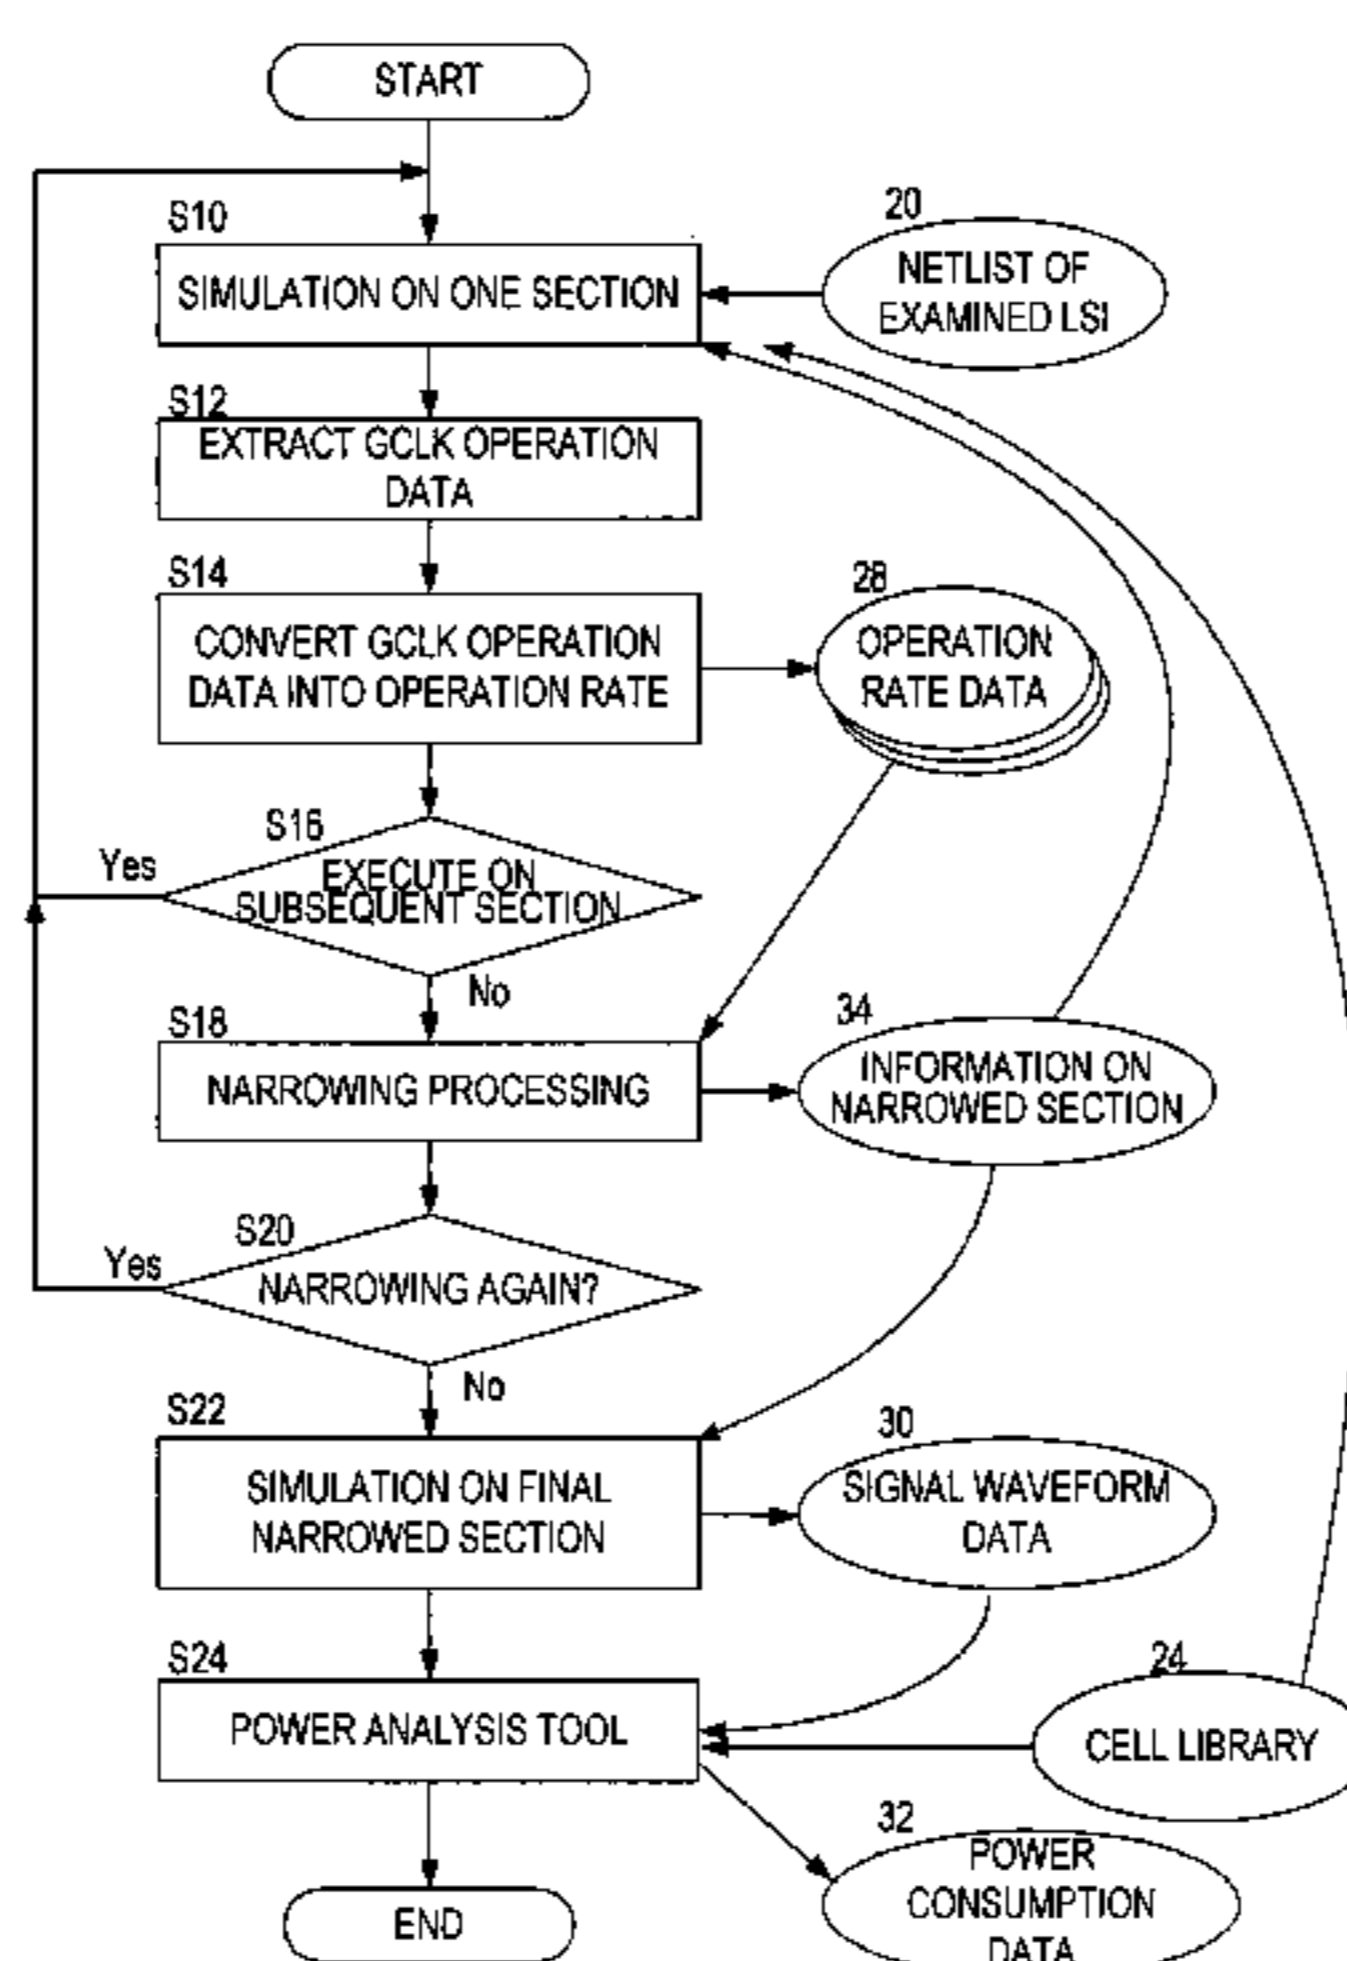 START
S10
20
SIMULATION ON ONE SECTION
NETLIST OF
EXAMINED LSI
S12
EXTRACT GCLK OPERATION
DATA
S14
28
CONVERT GCLK OPERATION
DATA INTO OPERATION RATE
OPERATION
RATE DATA
S16
Yes
EXECUTE ON
SUBSEQUENT SECTION
No
S18
34
NARROWING PROCESSING
INFORMATION ON
NARROWED SECTION
S20
Yes
NARROWING AGAIN?
No
S22
30
SIMULATION ON FINAL
NARROWED SECTION
SIGNAL WAVEFORM
DATA
S24
24
POWER ANALYSIS TOOL
CELL LIBRARY
32
POWER
CONSUMPTION
DATA
END